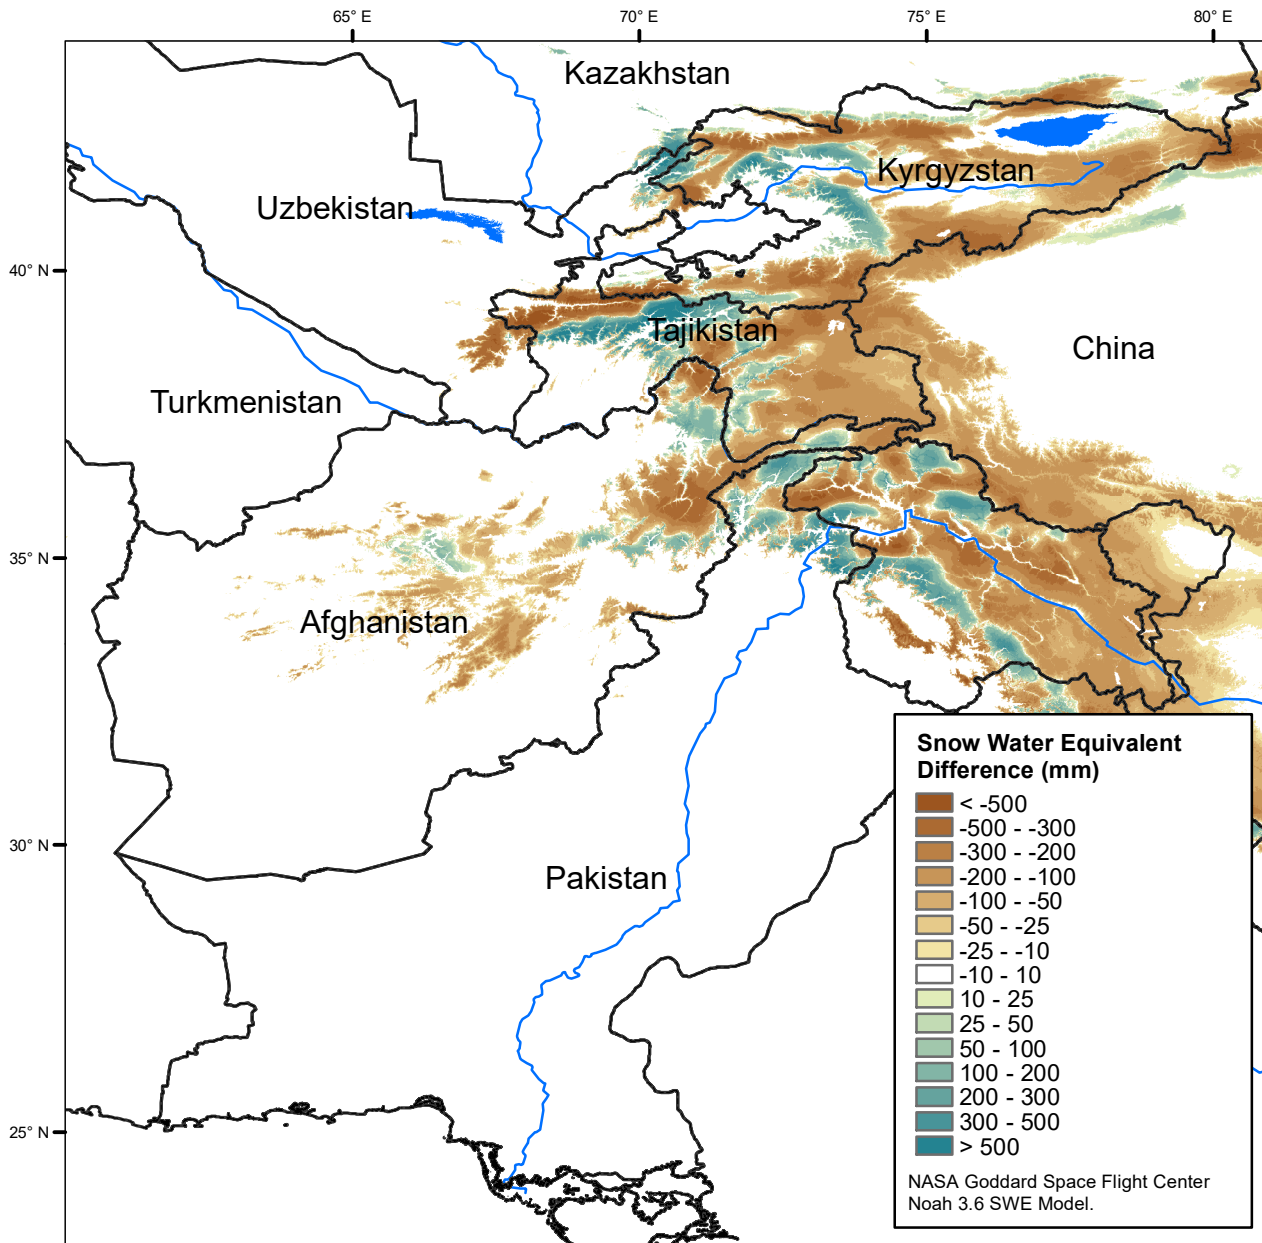 65° E
70° E
75° E
80° E
Kazakhstan
Kyrgyzstan
Uzbekistan
40° N
Tajikistan
China
Turkmenistan
35° N
Afghanistan
30° N
Pakistan
25° N
Snow Water Equivalent
Difference (mm)
< -500
-500 - -300
-300 - -200
-200 - -100
-100 - -50
-50 - -25
-25 - -10
-10 - 10
10 - 25
25 - 50
50 - 100
100 - 200
200 - 300
300 - 500
> 500
NASA Goddard Space Flight Center
Noah 3.6 SWE Model.